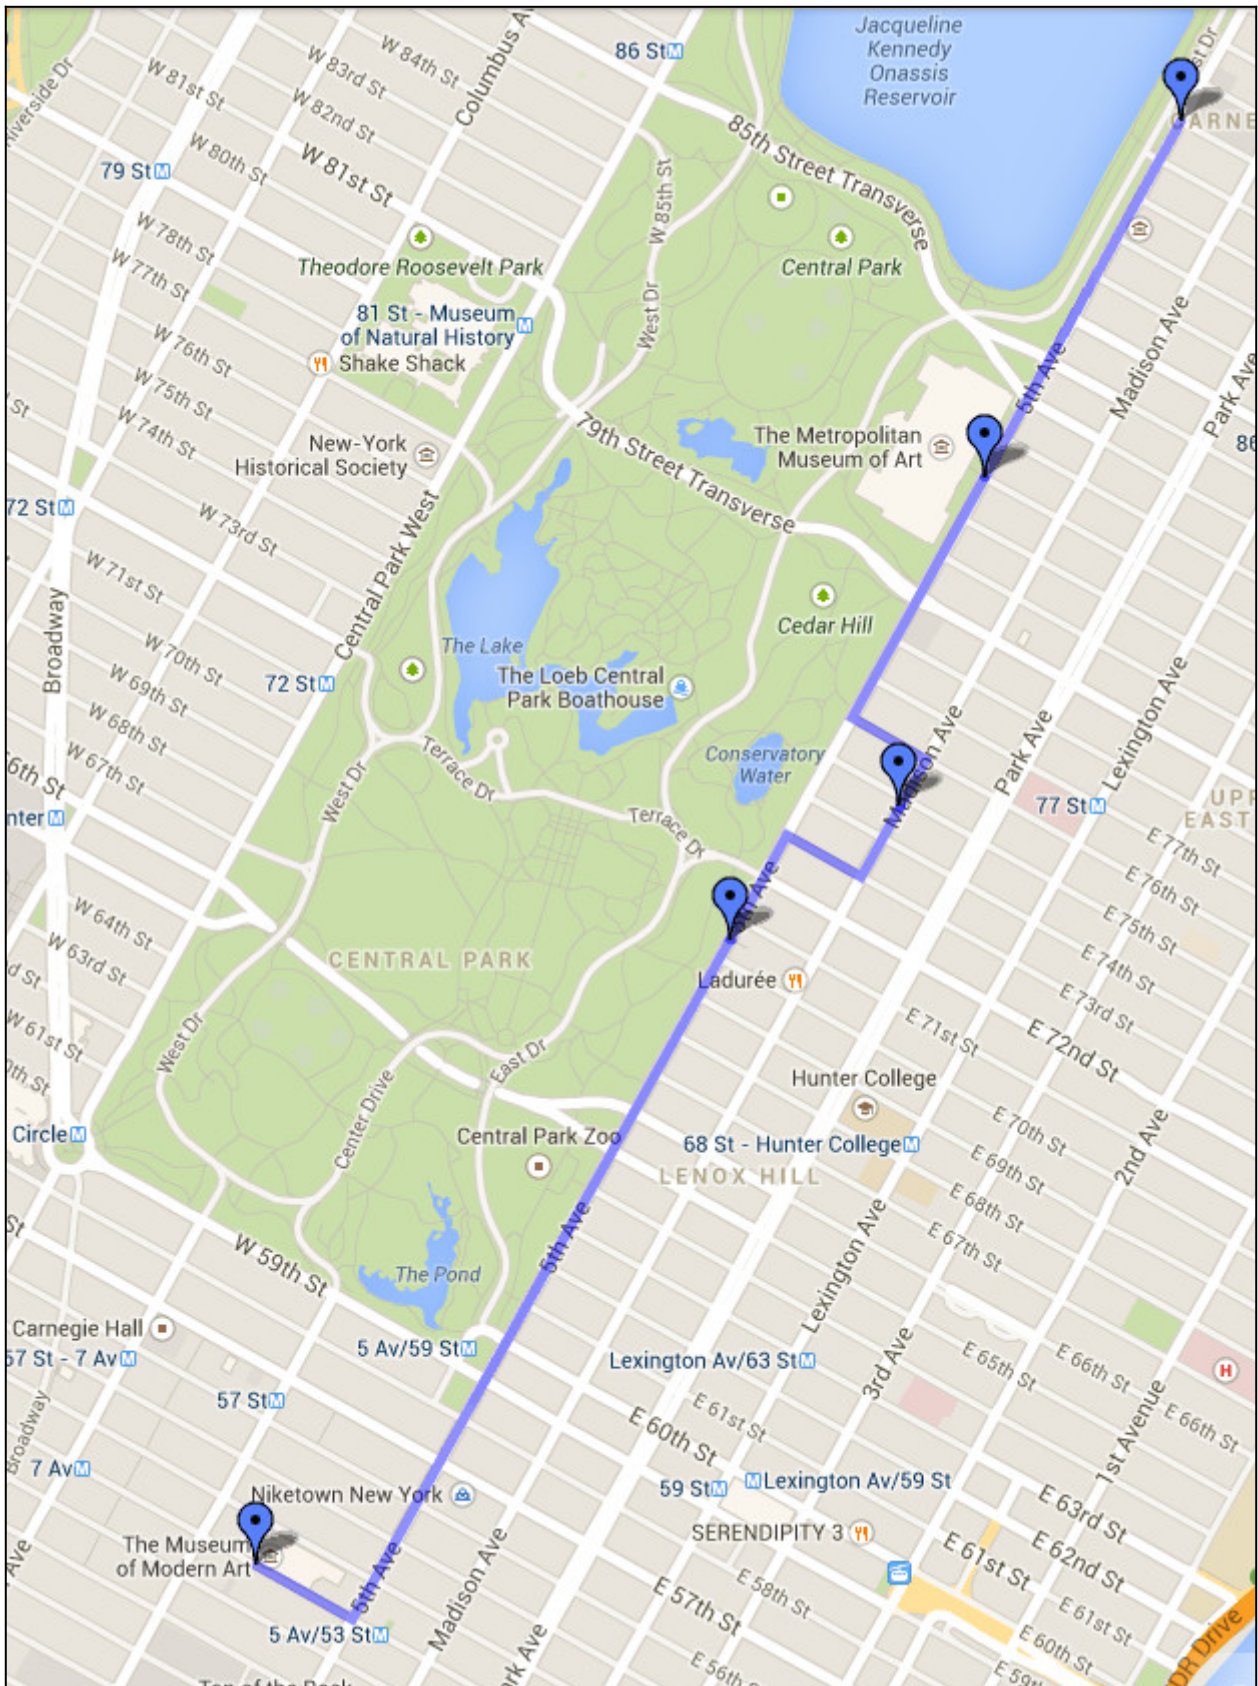 Jacqueline
Kennedy
Onassis
Reservoir
86 St M
W 84th St
Columbus
W 83rd St
W 81st St
W 82nd St
W 80th St
W 81st St
79 St M
85th Street Transverse
W 85th St
W 78th St
W 77th St
Theodore Roosevelt Park
Central Park
81 St - Museum M
of Natural History
West Dr
W 76th St
Shake Shack
W 75th St
W 74th St
Madison Ave
Park Ave
5th Ave
New-York
Historical Society
79th Street Transverse
The Metropolitan
Museum of Art
72 St M
W 73rd St
Central Park West
W 71st St
Broadway
Cedar Hill
The Lake
W 70th St
W 69th St
72 St M
The Loeb Central
Park Boathouse
W 68th St
W 67th St
Lexington Ave
Park Ave
Madison Ave
Terrace Dr
Conservatory
Water
West Dr
Terrace Dr
77 St M
E 77th St
E 76th St
E 75th St
E 74th St
E 73rd St
E 72nd St
E 71st St
W 64th St
W 63rd St
CENTRAL PARK
Ladurée
W 61st St
West Dr
East Dr
Center Drive
Hunter College
Central Park Zoo
68 St - Hunter College M
LENOX HILL
E 70th St
E 69th St
E 68th St
E 67th St
2nd Ave
Circle M
5th Ave
W 59th St
The Pond
Lexington Ave
Carnegie Hall
57 St - 7 Av M
5 Av/59 St M
Lexington Av/63 St M
3rd Ave
E 65th St
E 66th St
H
57 St M
E 61st St
E 60th St
E 66th St
1st Avenue
Broadway
7 Av M
Niketown New York
59 St M
M Lexington Av/59 St
E 63rd St
The Museum
of Modern Art
SERENDIPITY 3
E 62nd St
E 61st St
5th Ave
Madison Ave
E 57th St
E 58th St
E 61st St
E 60th St
5 Av/53 St M
E 56th
E 59th